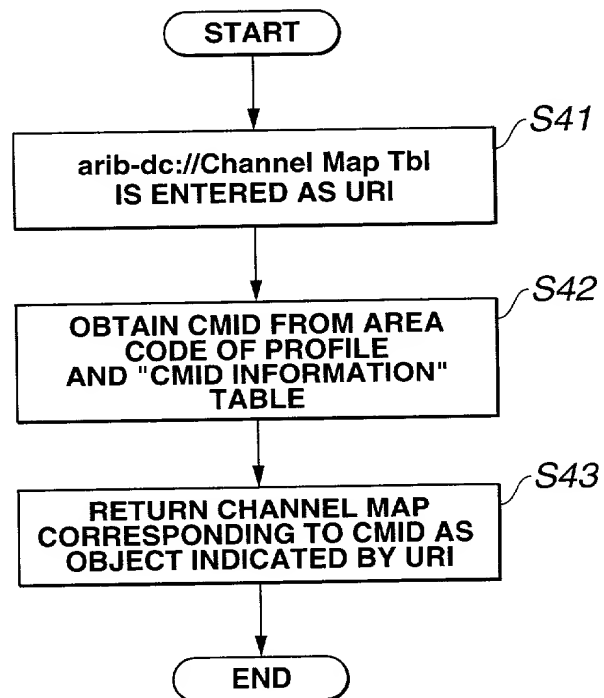 START
S41
arib-dc://Channel Map Tbl
IS ENTERED AS URI
S42
OBTAIN CMID FROM AREA
CODE OF PROFILE
AND "CMID INFORMATION"
TABLE
S43
RETURN CHANNEL MAP
CORRESPONDING TO CMID AS
OBJECT INDICATED BY URI
END